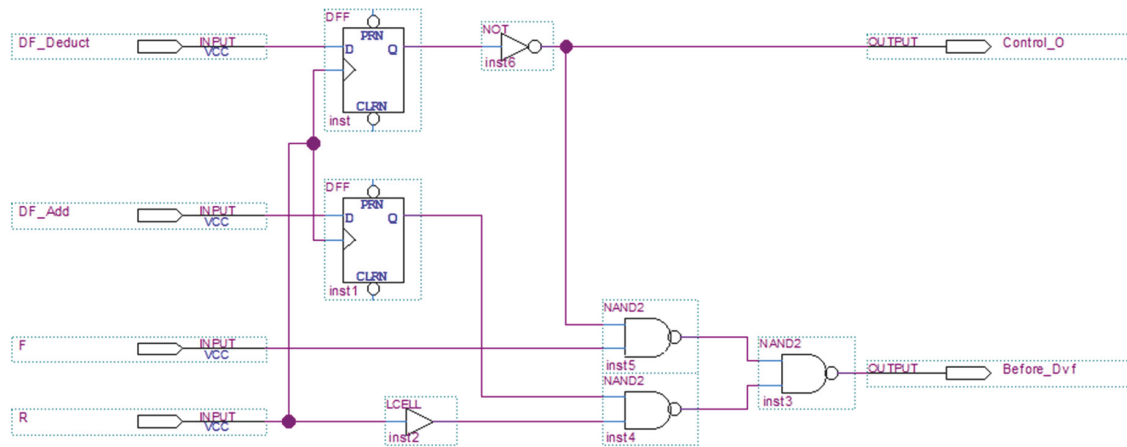 DFF
NOT
DF_Deduct
INPUT
VCC
PRN
D
Q
CLRN
inst
inst6
OUTPUT
Control_O
DFF
DF_Add
INPUT
VCC
PRN
D
Q
CLRN
inst1
NAND2
F
INPUT
VCC
inst5
NAND2
OUTPUT
Before_Dvf
inst3
NAND2
R
INPUT
VCC
LCELL
inst2
inst4